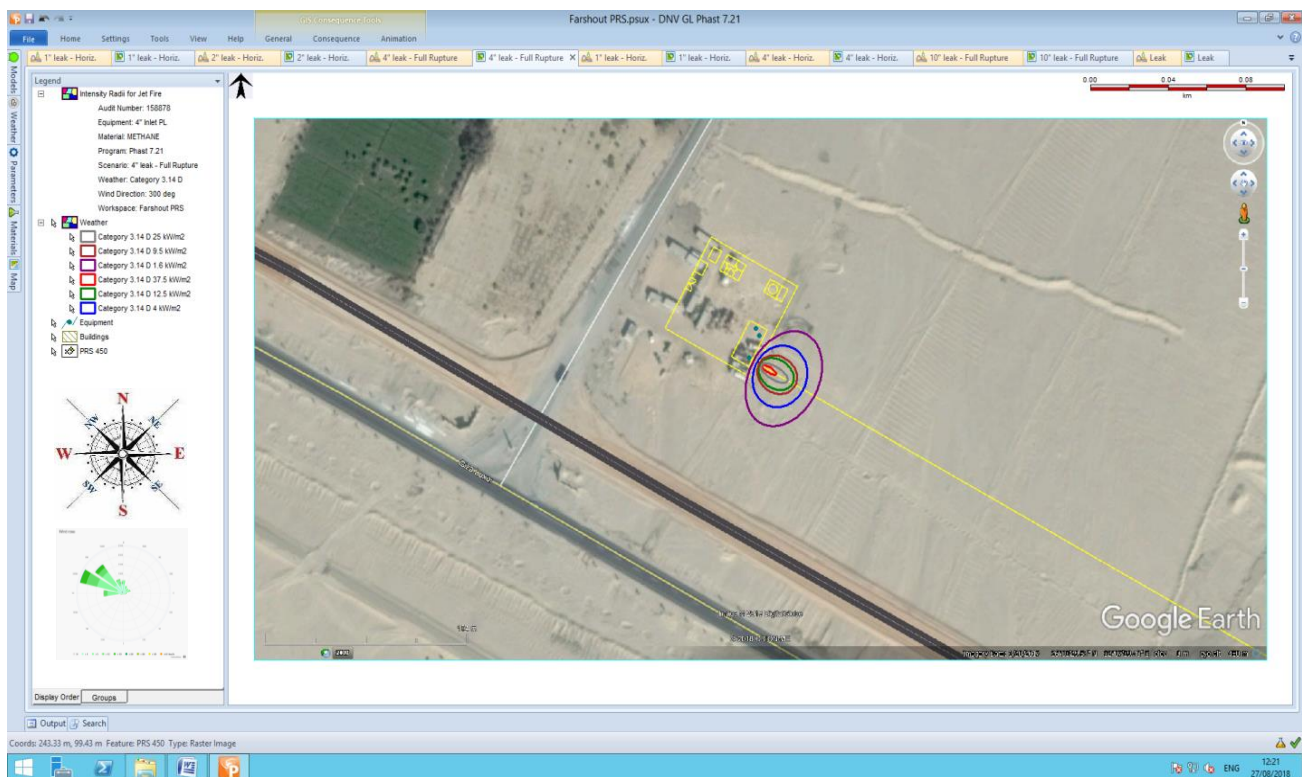 GIS Consequence Tools
Farshout PRS.psux - DNV GL Phast 7.21
File Home Settings Tools View Help General Consequence Animation
1" leak - Horiz. 1" leak - Horiz. 2" leak - Horiz. 2" leak - Horiz. 4" leak - Full Rupture 4" leak - Full Rupture X 1" leak - Horiz. 1" leak - Horiz. 4" leak - Horiz. 4" leak - Horiz. 10" leak - Full Rupture 10" leak - Full Rupture Leak Leak
Models
Weather
Parameters
Materials
Map
Legend
Intensity Radii for Jet Fire
Audit Number: 158878
Equipment: 4" Inlet PL
Material: METHANE
Program: Phast 7.21
Scenario: 4" leak - Full Rupture
Weather: Category 3.14 D
Wind Direction: 300 deg
Workspace: Farshout PRS
Weather
Category 3.14 D 25 kW/m2
Category 3.14 D 9.5 kW/m2
Category 3.14 D 1.6 kW/m2
Category 3.14 D 37.5 kW/m2
Category 3.14 D 12.5 kW/m2
Category 3.14 D 4 kW/m2
Equipment
Buildings
PRS 450
N
NW NE
W E
SW SE
S
0.00 0.04 0.08
km
N
Google Earth
Display Order Groups
Output Search
Coords: 243.33 m, 99.43 m Feature: PRS 450 Type: Raster Image
ENG
12:21
27/08/2018